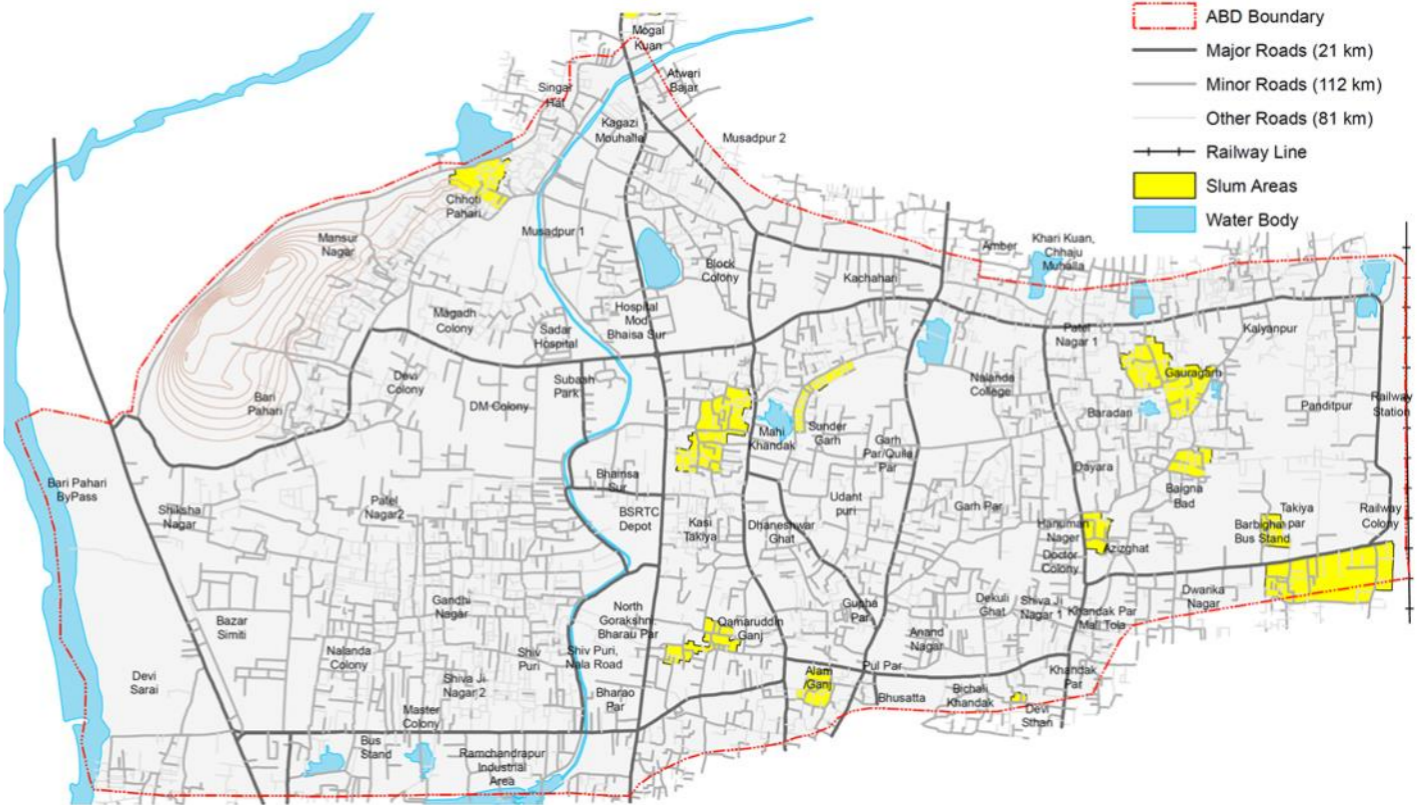 ABD Boundary
Major Roads (21 km)
Minor Roads (112 km)
Other Roads (81 km)
Railway Line
Slum Areas
Water Body
Mogal
Kuan
Atwari
Bajar
Singar
Hat
Kagazi
Mouhalla
Musadpur 2
Chhoti
Pahari
Musadpur 1
Mansur
Nagar
Block
Colony
Kachahari
Amber
Khari Kuan,
Chhaju
Muhalla
Magadh
Colony
Sadar
Hospital
Hospital
Mod
Bhaisa Sur
Patel
Nagar 1
Kalyanpur
Devi
Colony
Subash
Park
DM Colony
Bari
Pahari
Mahi
Khandak
Sunder
Garh
Garh
Par/Quila
Par
Nalanda
College
Gauragarh
Baradari
Panditpur
Railway
Station
Bari Pahari
ByPass
Shiksha
Nagar
Patel
Nagar2
Bhainsa
Sur
BSRTC
Depot
Kasi
Takiya
Dhaneshwar
Ghat
Udant
puri
Garh Par
Dayara
Baigna
Bad
Hanuman
Nager
Doctor
Colony
Azizghat
Barbigha
Bus Stand
Takiya
par
Railway
Colony
Bazar
Simiti
Gandhi
Nagar
North
Gorakshni
Bharau Par
Qamaruddin
Ganj
Gupha
Par
Anand
Nagar
Dekuli
Ghat
Shiva Ji
Nagar 1
Khandak Par
Mali Tola
Dwarika
Nagar
Devi
Sarai
Nalanda
Colony
Shiva Ji
Nagar 2
Shiv
Puri
Shiv Puri,
Nala Road
Bharao
Par
Alam
Ganj
Pul Par
Bhusatta
Bichali
Khandak
Devi
Sthan
Khandak
Par
Master
Colony
Bus
Stand
Ramchandrapur
Industrial
Area